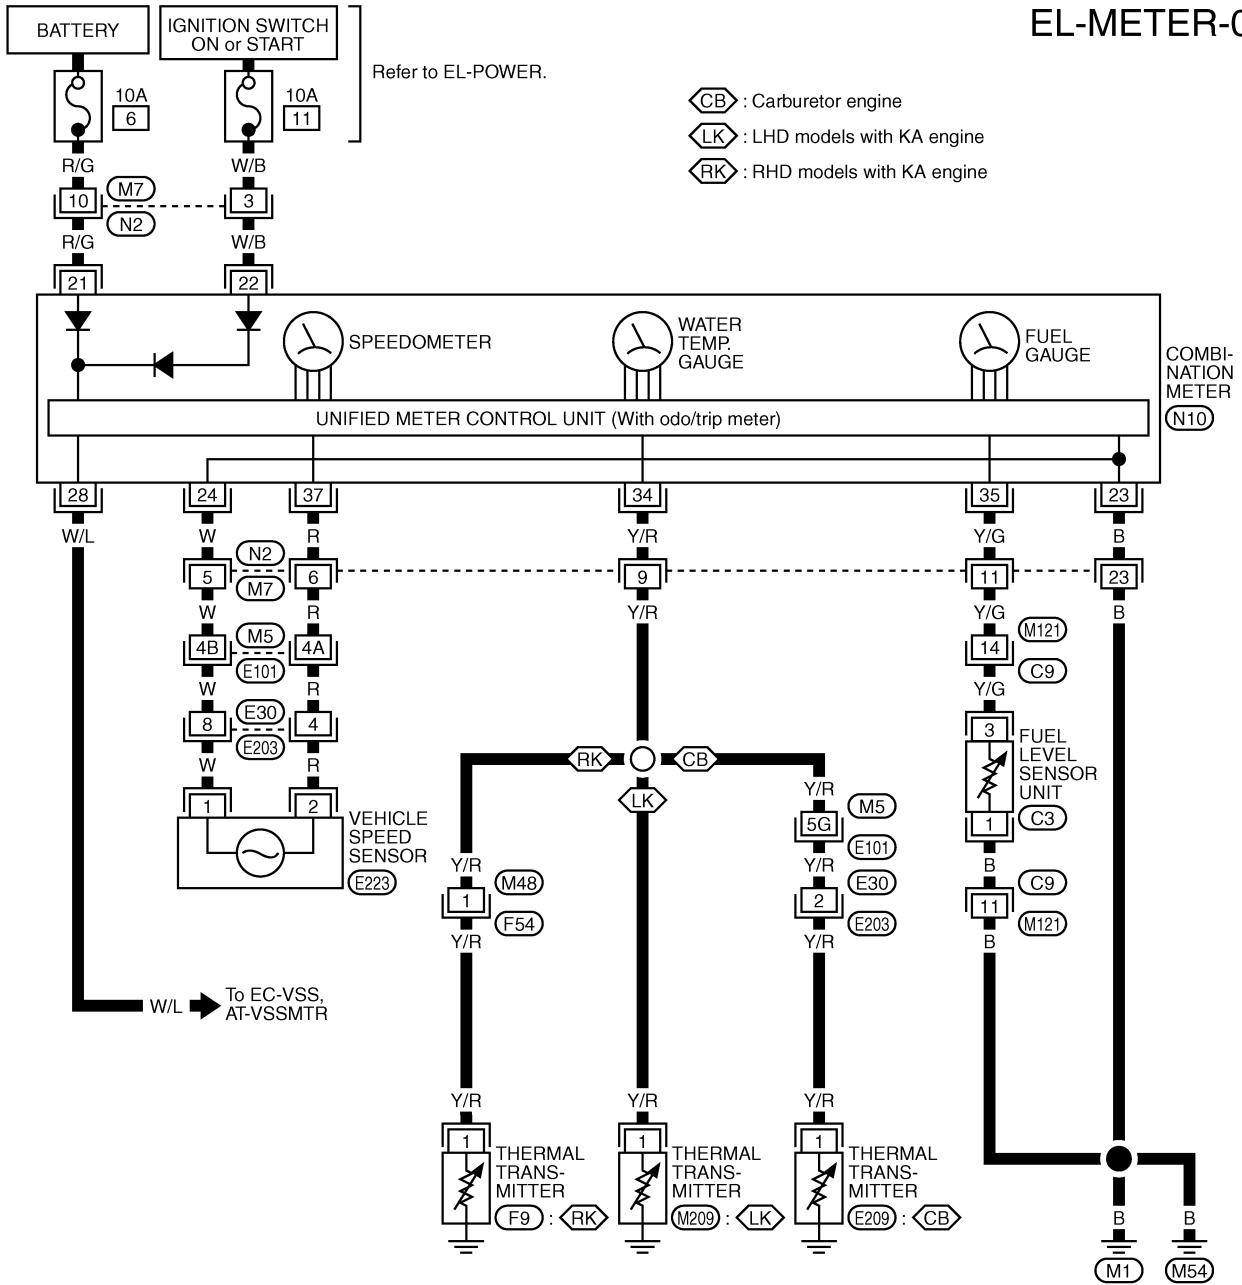 EL-METER-0
BATTERY
IGNITION SWITCH
ON or START
Refer to EL-POWER.
10A
6
10A
11
CB : Carburetor engine
LK : LHD models with KA engine
RK : RHD models with KA engine
R/G
W/B
10
M7
3
N2
R/G
W/B
21
22
SPEEDOMETER
WATER
TEMP.
GAUGE
FUEL
GAUGE
COMBI-
NATION
METER
N10
UNIFIED METER CONTROL UNIT (With odo/trip meter)
28
24
37
34
35
23
W/L
W
R
Y/R
Y/G
B
N2
5
6
9
11
23
M7
W
R
Y/R
Y/G
B
M5
4B
4A
E101
M121
14
C9
W
R
Y/G
E30
8
4
E203
3
FUEL
LEVEL
SENSOR
UNIT
C3
1
W
R
RK
CB
LK
1
2
VEHICLE
SPEED
SENSOR
E223
Y/R
M5
5G
E101
Y/R
Y/R
B
M48
1
F54
E30
2
E203
C9
11
M121
Y/R
Y/R
B
W/L
To EC-VSS,
AT-VSSMTR
Y/R
Y/R
Y/R
1
THERMAL
TRANS-
MITTER
F9 : RK
1
THERMAL
TRANS-
MITTER
M209 : LK
1
THERMAL
TRANS-
MITTER
E209 : CB
B
B
M1
M54